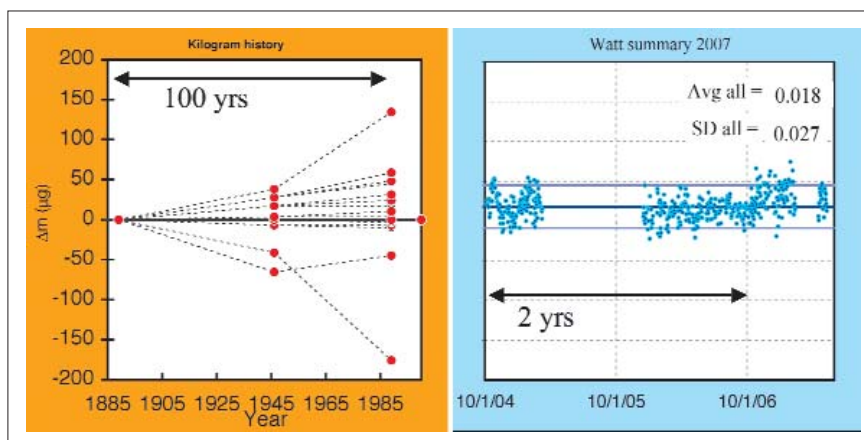 Kilogram history
200
150
100
50
0
-50
-100
-150
-200
Δm (µg)
100 yrs
1885 1905 1925 1945 1965 1985
Year
Watt summary 2007
Avg all = 0.018
SD all = 0.027
2 yrs
10/1/04 10/1/05 10/1/06